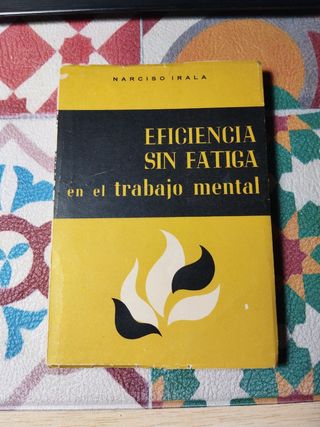 NARCISO IRALA
EFICIENCIA
SIN FATIGA
en el trabajo mental